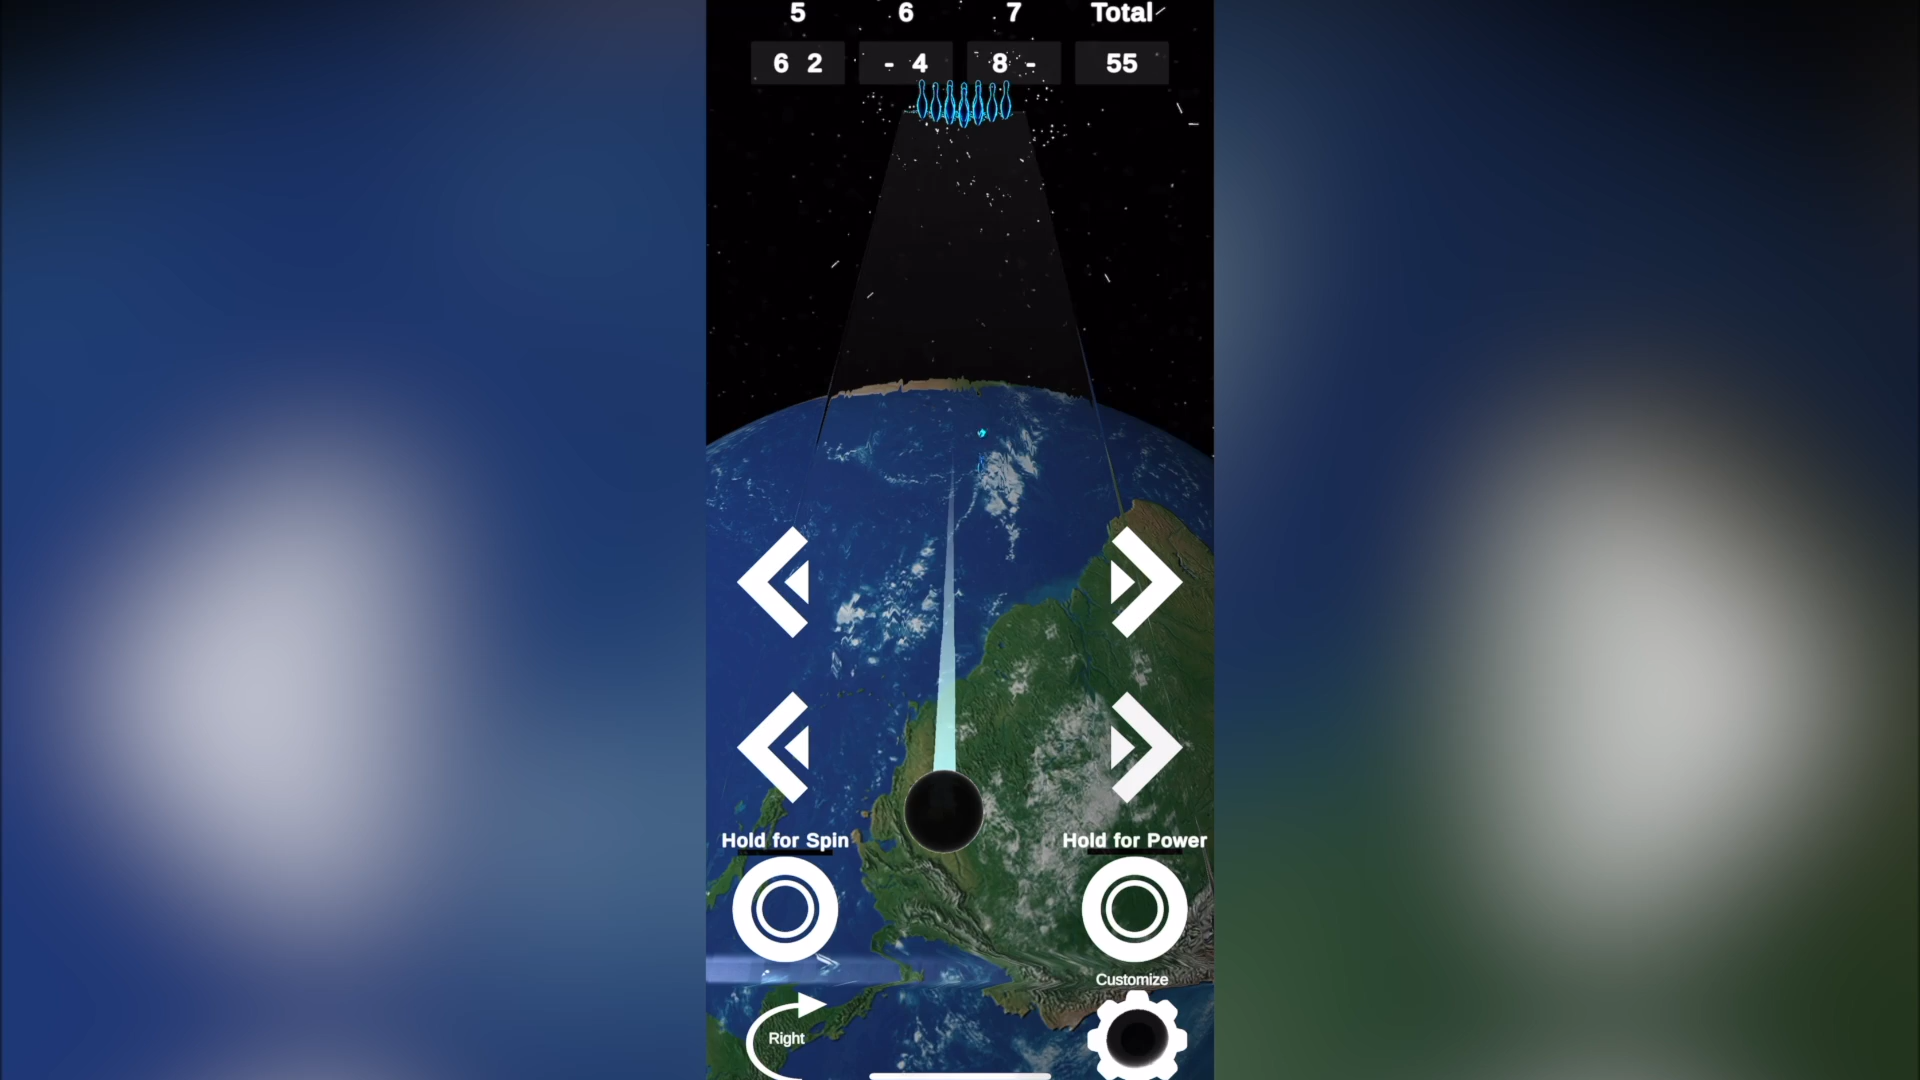 5 6 7 Total
6 2 - 4 8 - 55
Hold for Spin Hold for Power
Customize
Right